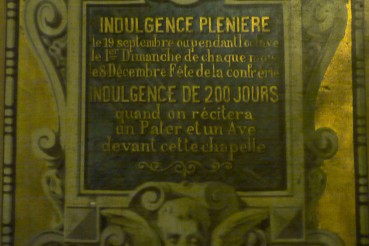 INDULGENCE PLENIERE
le 19 septembre ou pendant l'octave
le 1er Dimanche de chaque mois
le 8 Décembre Fête de la confrérie
INDULGENCE DE 200 JOURS
quand on récitera
un Pater et un Ave
devant cette chapelle